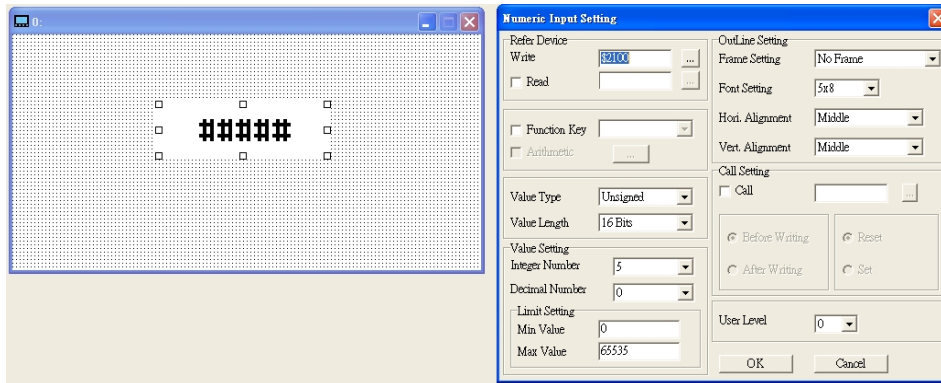 0:
#####
Numeric Input Setting
Refer Device
Write
$2100
...
Read
...
Function Key
Arithmetic
...
Value Type
Unsigned
Value Length
16 Bits
Value Setting
Integer Number
5
Decimal Number
0
Limit Setting
Min Value
0
Max Value
65535
OutLine Setting
Frame Setting
No Frame
Font Setting
5x8
Hori. Alignment
Middle
Vert. Alignment
Middle
Call Setting
Call
...
Before Writing
Reset
After Writing
Set
User Level
0
OK
Cancel